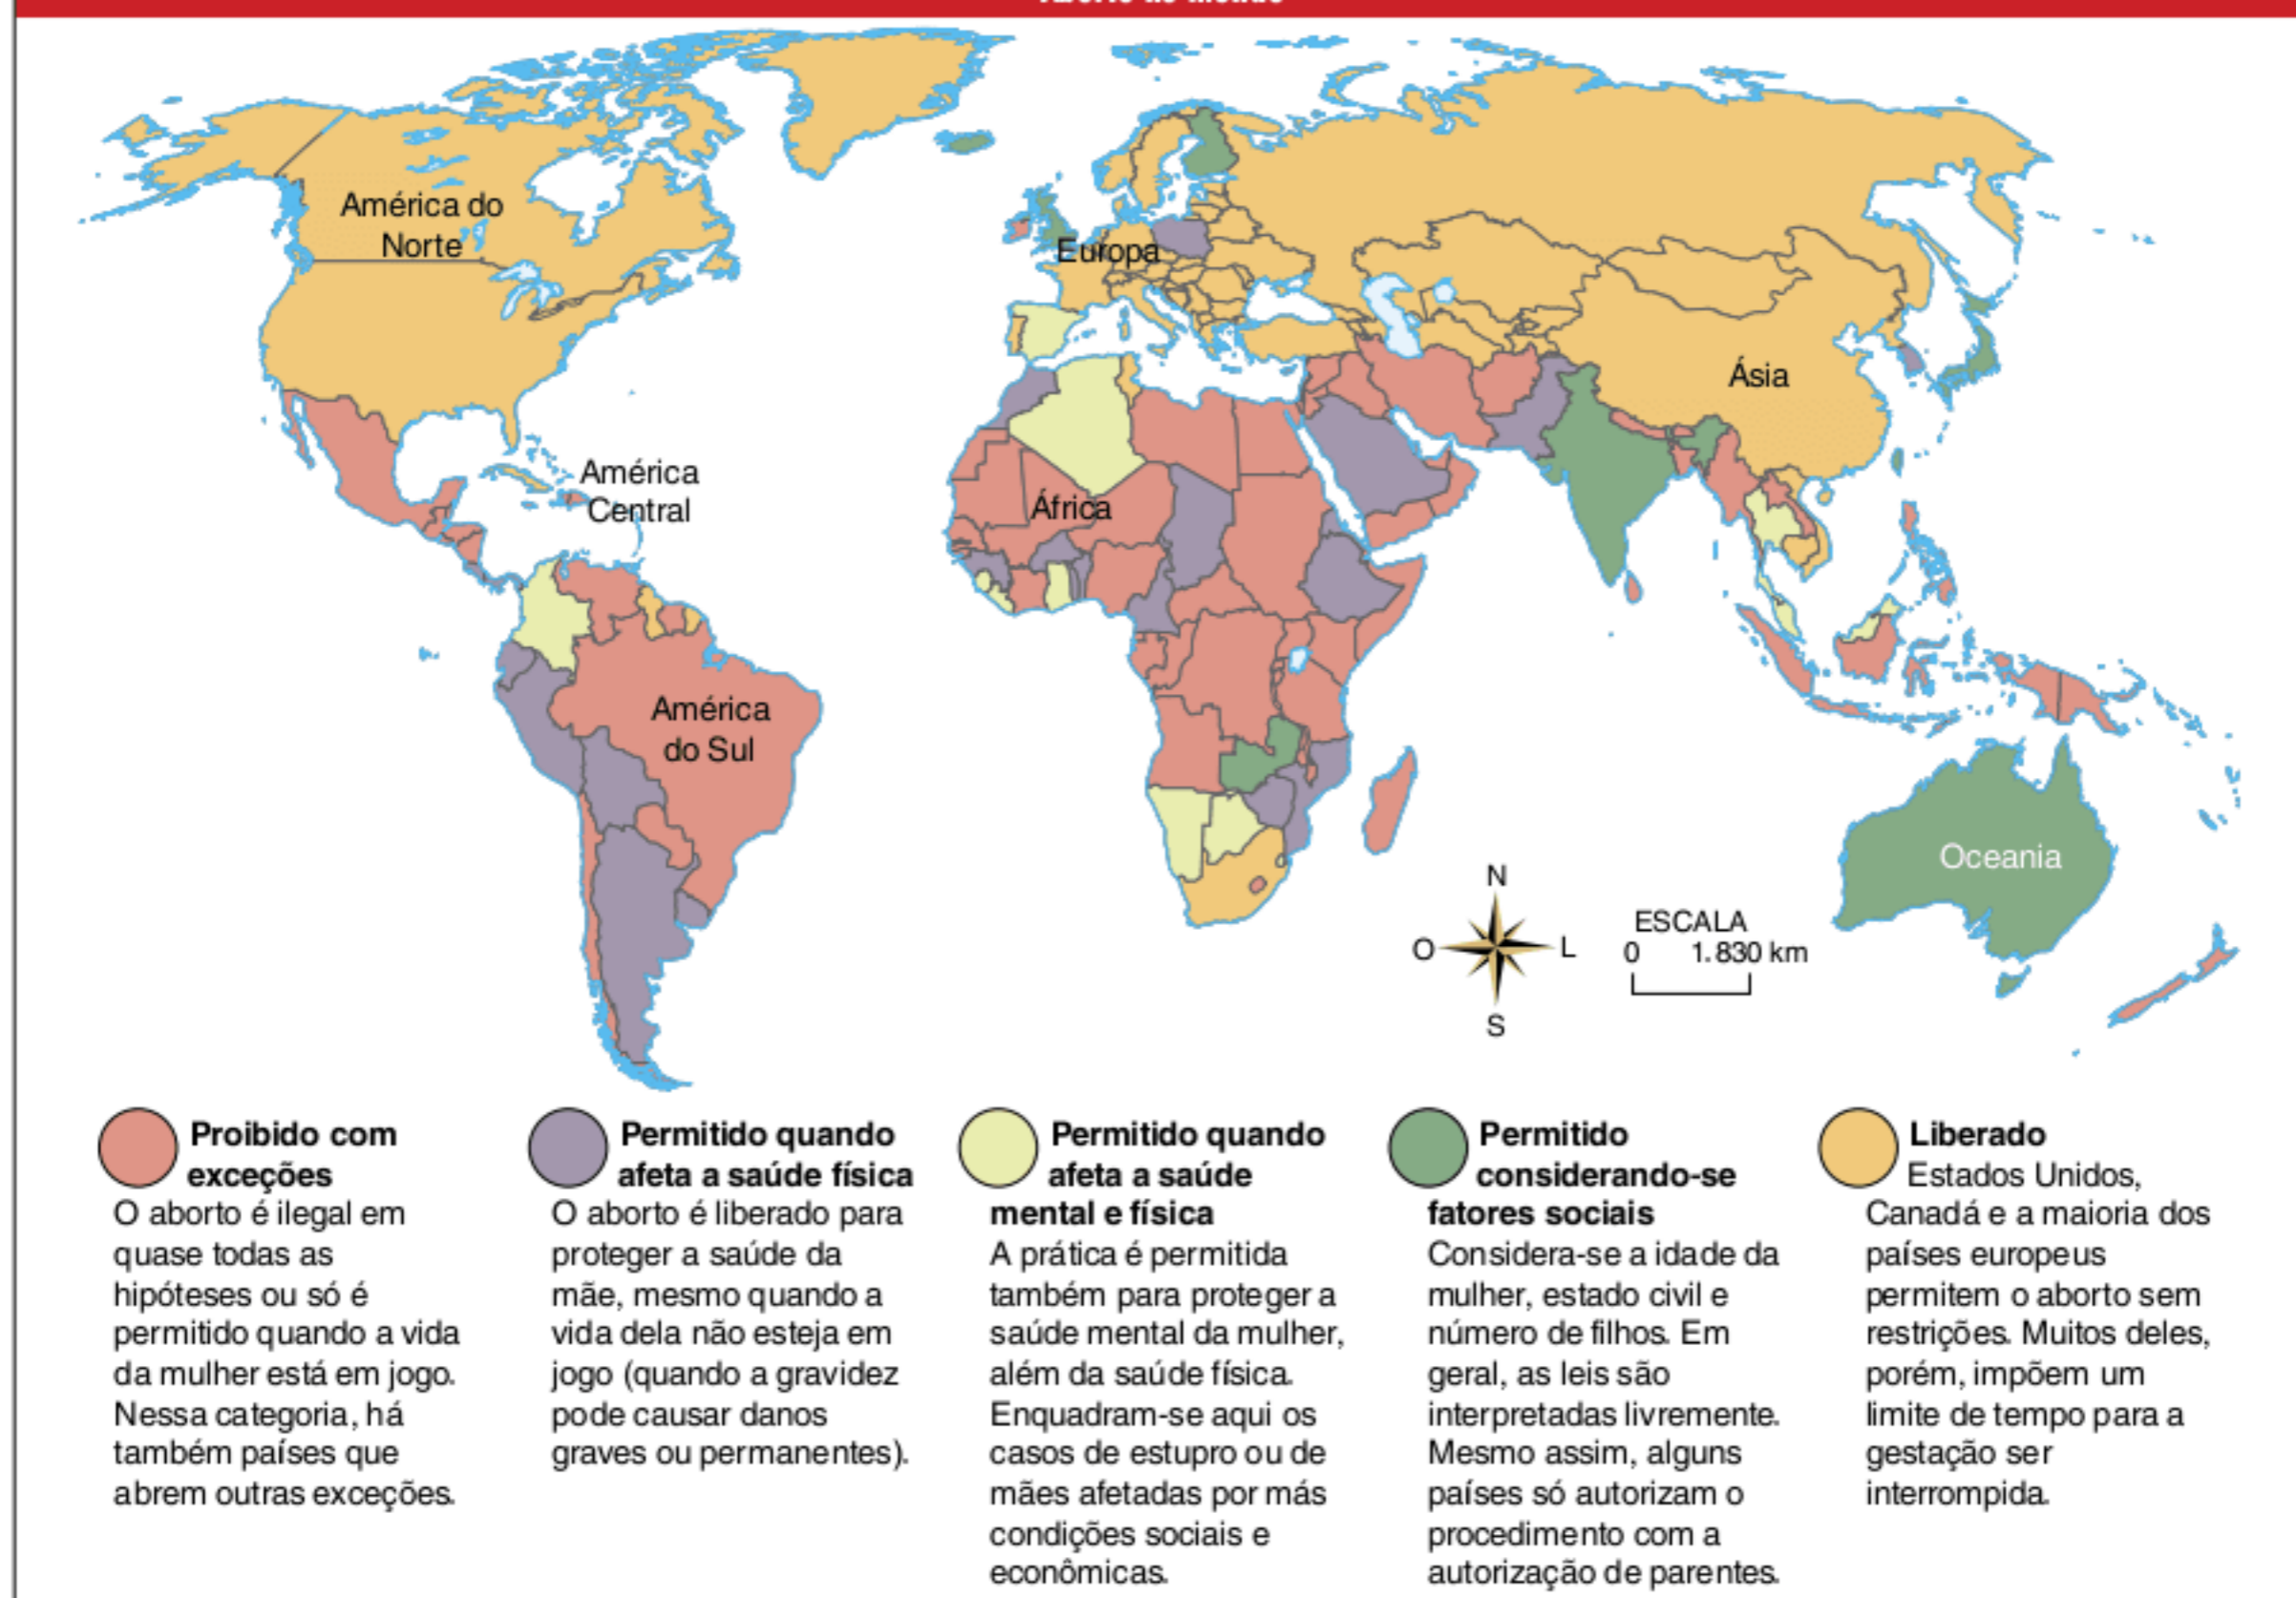 América do
Norte
Europa
Ásia
América
Central
África
América
do Sul
Oceania
N
O
L
S
ESCALA
0 1.830 km
Proibido com
exceções
O aborto é ilegal em
quase todas as
hipóteses ou só é
permitido quando a vida
da mulher está em jogo.
Nessa categoria, há
também países que
abrem outras exceções.
Permitido quando
afeta a saúde física
O aborto é liberado para
proteger a saúde da
mãe, mesmo quando a
vida dela não esteja em
jogo (quando a gravidez
pode causar danos
graves ou permanentes).
Permitido quando
afeta a saúde
mental e física
A prática é permitida
também para proteger a
saúde mental da mulher,
além da saúde física.
Enquadram-se aqui os
casos de estupro ou de
mães afetadas por más
condições sociais e
econômicas.
Permitido
considerando-se
fatores sociais
Considera-se a idade da
mulher, estado civil e
número de filhos. Em
geral, as leis são
interpretadas livremente.
Mesmo assim, alguns
países só autorizam o
procedimento com a
autorização de parentes.
Liberado
Estados Unidos,
Canadá e a maioria dos
países europeus
permitem o aborto sem
restrições. Muitos deles,
porém, impõem um
limite de tempo para a
gestação ser
interrompida.